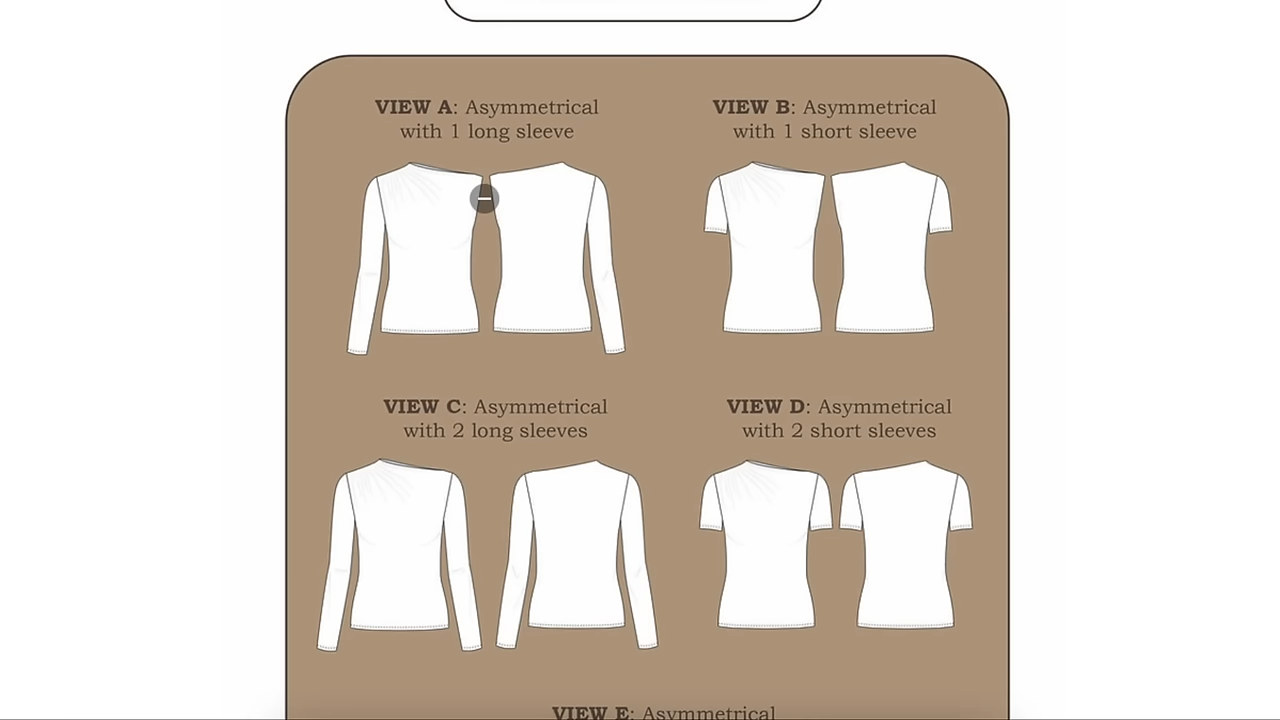 VIEW A: Asymmetrical
with 1 long sleeve
VIEW B: Asymmetrical
with 1 short sleeve
VIEW C: Asymmetrical
with 2 long sleeves
VIEW D: Asymmetrical
with 2 short sleeves
VIEW E: Asymmetrical